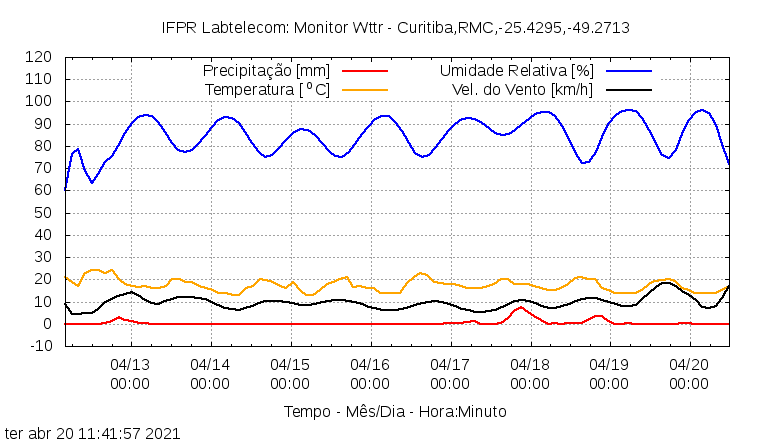 IFPR Labtelecom: Monitor Wttr - Curitiba,RMC,-25.4295,-49.2713
Precipitação [mm]
Umidade Relativa [%]
Temperatura [ ⁰C]
Vel. do Vento [km/h]
120
110
100
90
80
70
60
50
40
30
20
10
0
-10
04/13 04/14 04/15 04/16 04/17 04/18 04/19 04/20
00:00 00:00 00:00 00:00 00:00 00:00 00:00 00:00
Tempo - Mês/Dia - Hora:Minuto
ter abr 20 11:41:57 2021